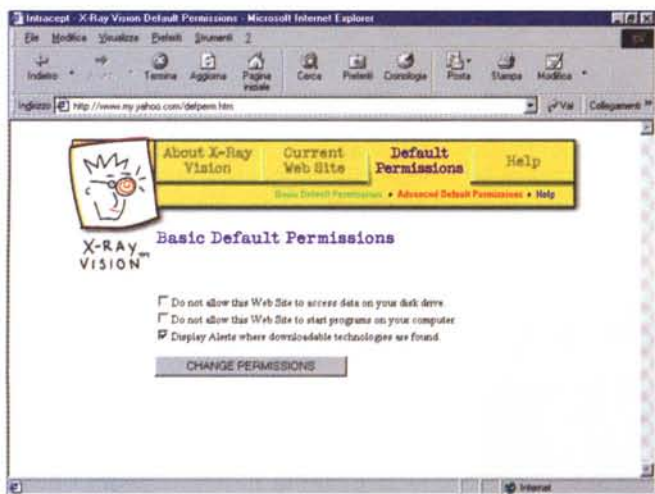 Intracept - X-Ray Vision Default Permissions - Microsoft Internet Explorer
File Modifica Visualizza Preferiti Strumenti ?
Indietro Termina Aggiorna Pagina iniziale Cerca Preferiti Cronologia Posta Stampa Modifica
Indirizzo http://www.my.yahoo.com/defperm.htm Vai Collegamenti »
About X-Ray Vision Current Web Site Default Permissions Help
Basic Default Permissions • Advanced Default Permissions • Help
X-RAY VISION™
Basic Default Permissions
Do not allow this Web Site to access data on your disk drive.
Do not allow this Web Site to start programs on your computer.
Display Alerts where downloadable technologies are found.
CHANGE PERMISSIONS
Internet